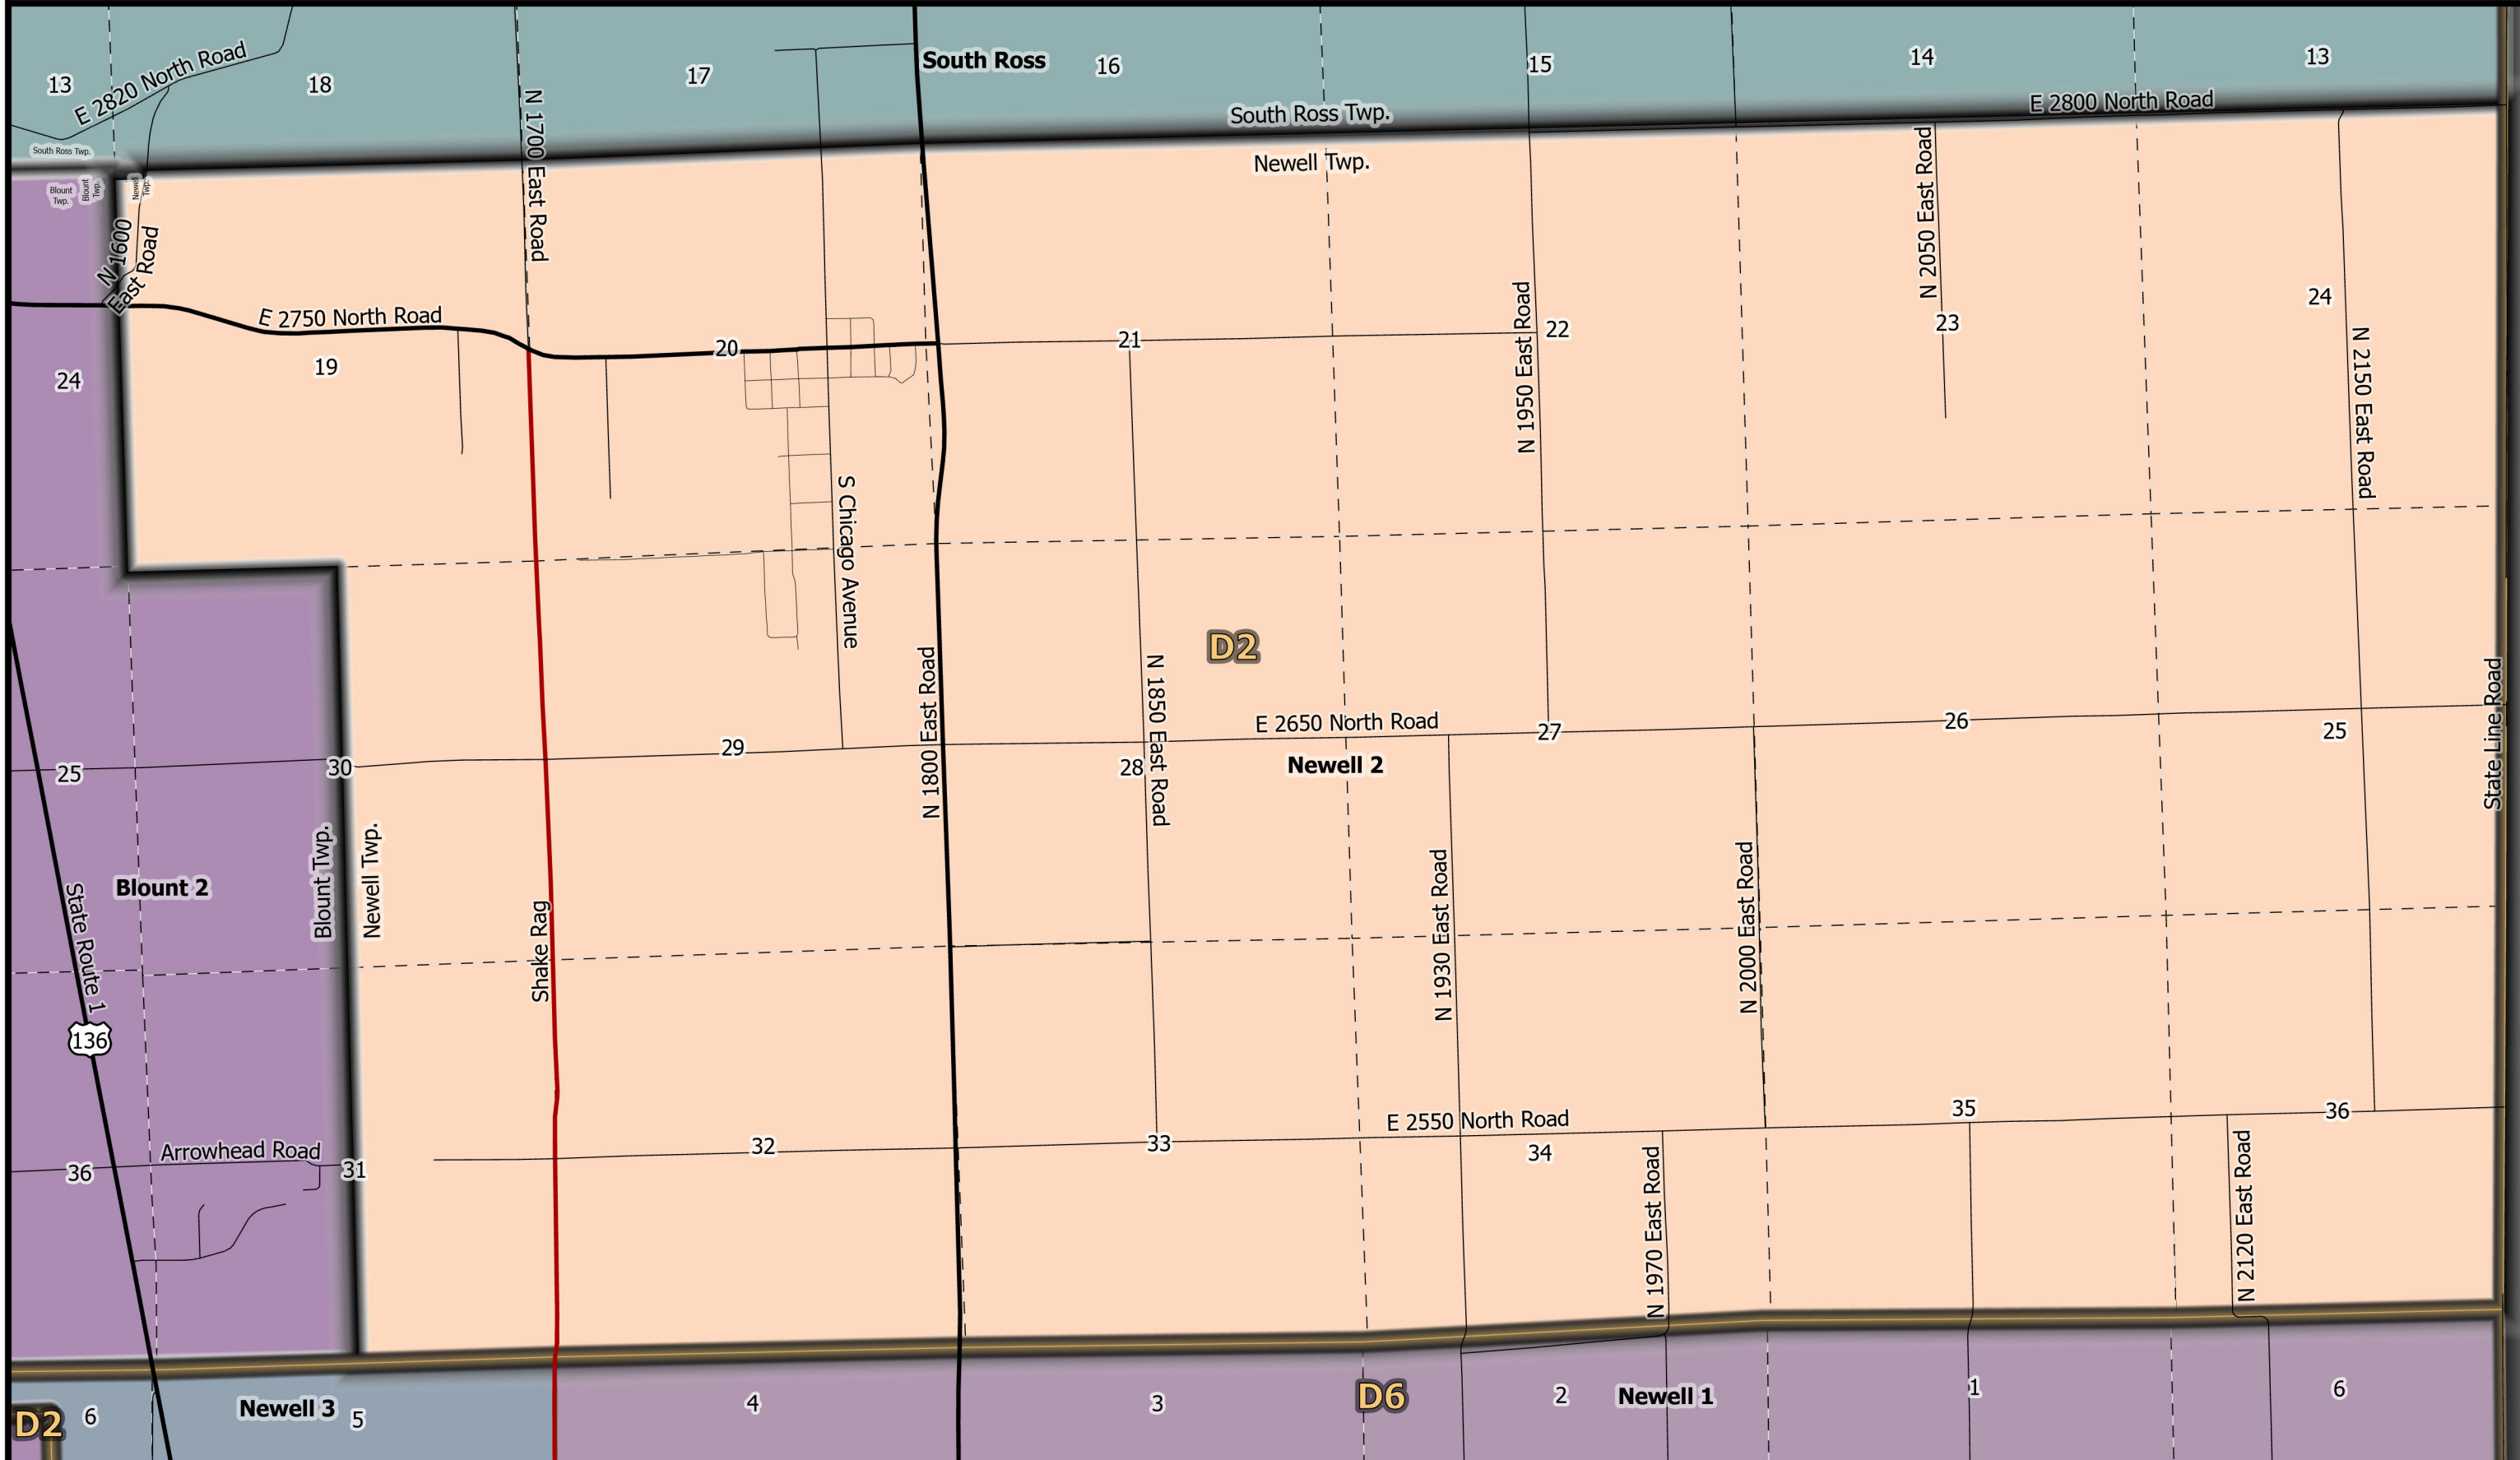 South Ross
13
18
17
16
15
14
13
E 2820 North Road
South Ross Twp.
E 2800 North Road
N 1700 East Road
South Ross Twp.
Newell Twp.
Blount
Twp.
Blount
Twp.
Newell
Twp.
N 1600
East Road
N 2050 East Road
E 2750 North Road
24
19
20
21
22
23
24
N 1950 East Road
N 2150 East Road
S Chicago Avenue
D2
N 1800 East Road
N 1850 East Road
E 2650 North Road
State Line Road
25
30
29
28
27
26
25
Newell 2
Blount Twp.
Newell Twp.
Blount 2
State Route 1
136
Shake Rag
N 1930 East Road
N 2000 East Road
E 2550 North Road
Arrowhead Road
36
31
32
33
34
35
36
N 1970 East Road
N 2120 East Road
D2
6
Newell 3
5
4
3
D6
2
Newell 1
1
6